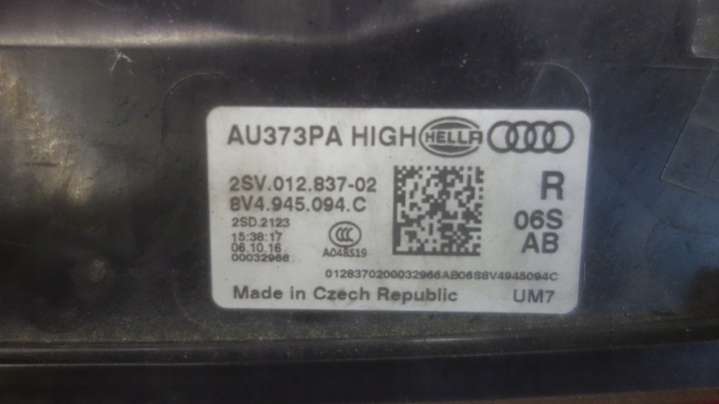 AU373PA HIGH HELLA
2SV.012.837-02
8V4.945.094.C
2SD.2123
15:38:17
06.10.16
00032966
CCC
A048519
R
06S
AB
0128370200032966AB06S8V4945094C
Made in Czech Republic UM7